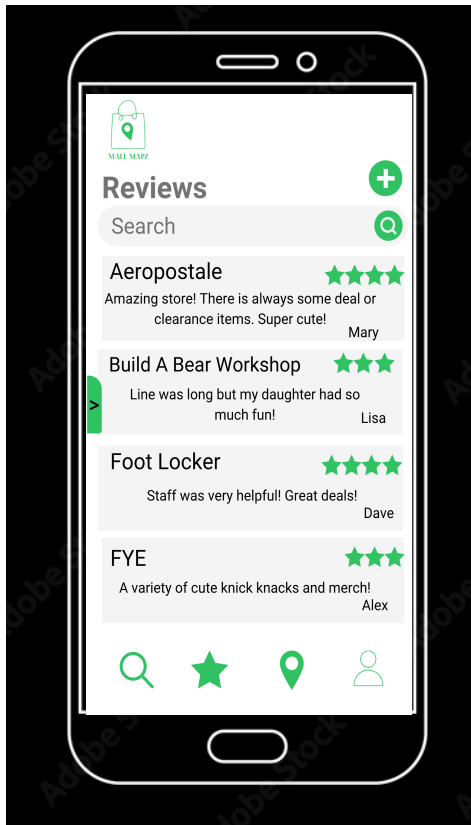 MALL MAPZ
Reviews
Search
Aeropostale
Amazing store! There is always some deal or
clearance items. Super cute!
Mary
>
Build A Bear Workshop
Line was long but my daughter had so
much fun!
Lisa
Foot Locker
Staff was very helpful! Great deals!
Dave
FYE
A variety of cute knick knacks and merch!
Alex
Adobe Stock